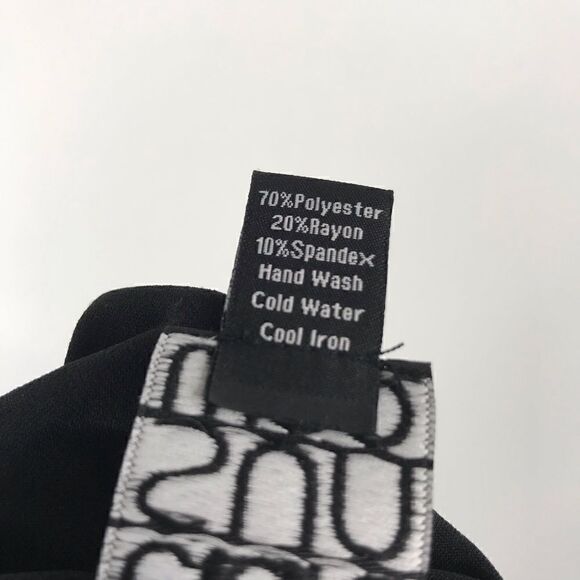 70%Polyester
20%Rayon
10%Spandex
Hand Wash
Cold Water
Cool Iron